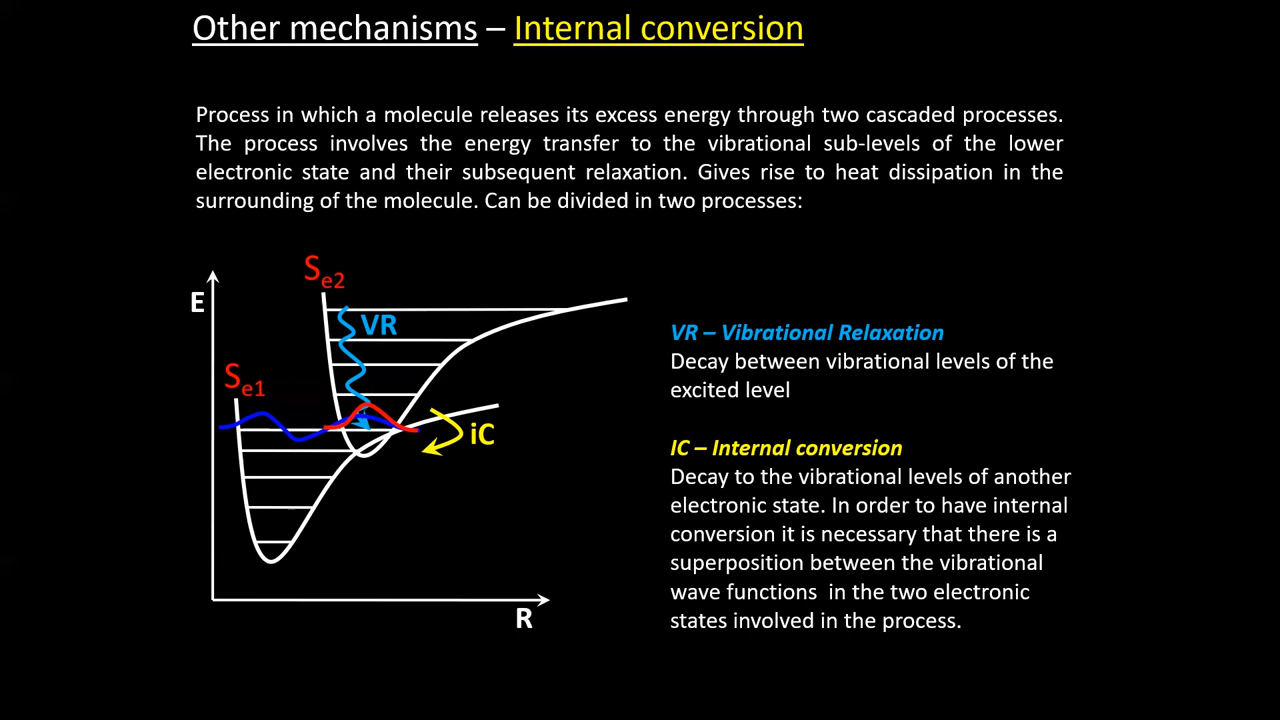 Other mechanisms – Internal conversion
Process in which a molecule releases its excess energy through two cascaded processes.
The process involves the energy transfer to the vibrational sub-levels of the lower
electronic state and their subsequent relaxation. Gives rise to heat dissipation in the
surrounding of the molecule. Can be divided in two processes:
Se2
E
VR
Se1
iC
R
VR – Vibrational Relaxation
Decay between vibrational levels of the
excited level
IC – Internal conversion
Decay to the vibrational levels of another
electronic state. In order to have internal
conversion it is necessary that there is a
superposition between the vibrational
wave functions in the two electronic
states involved in the process.